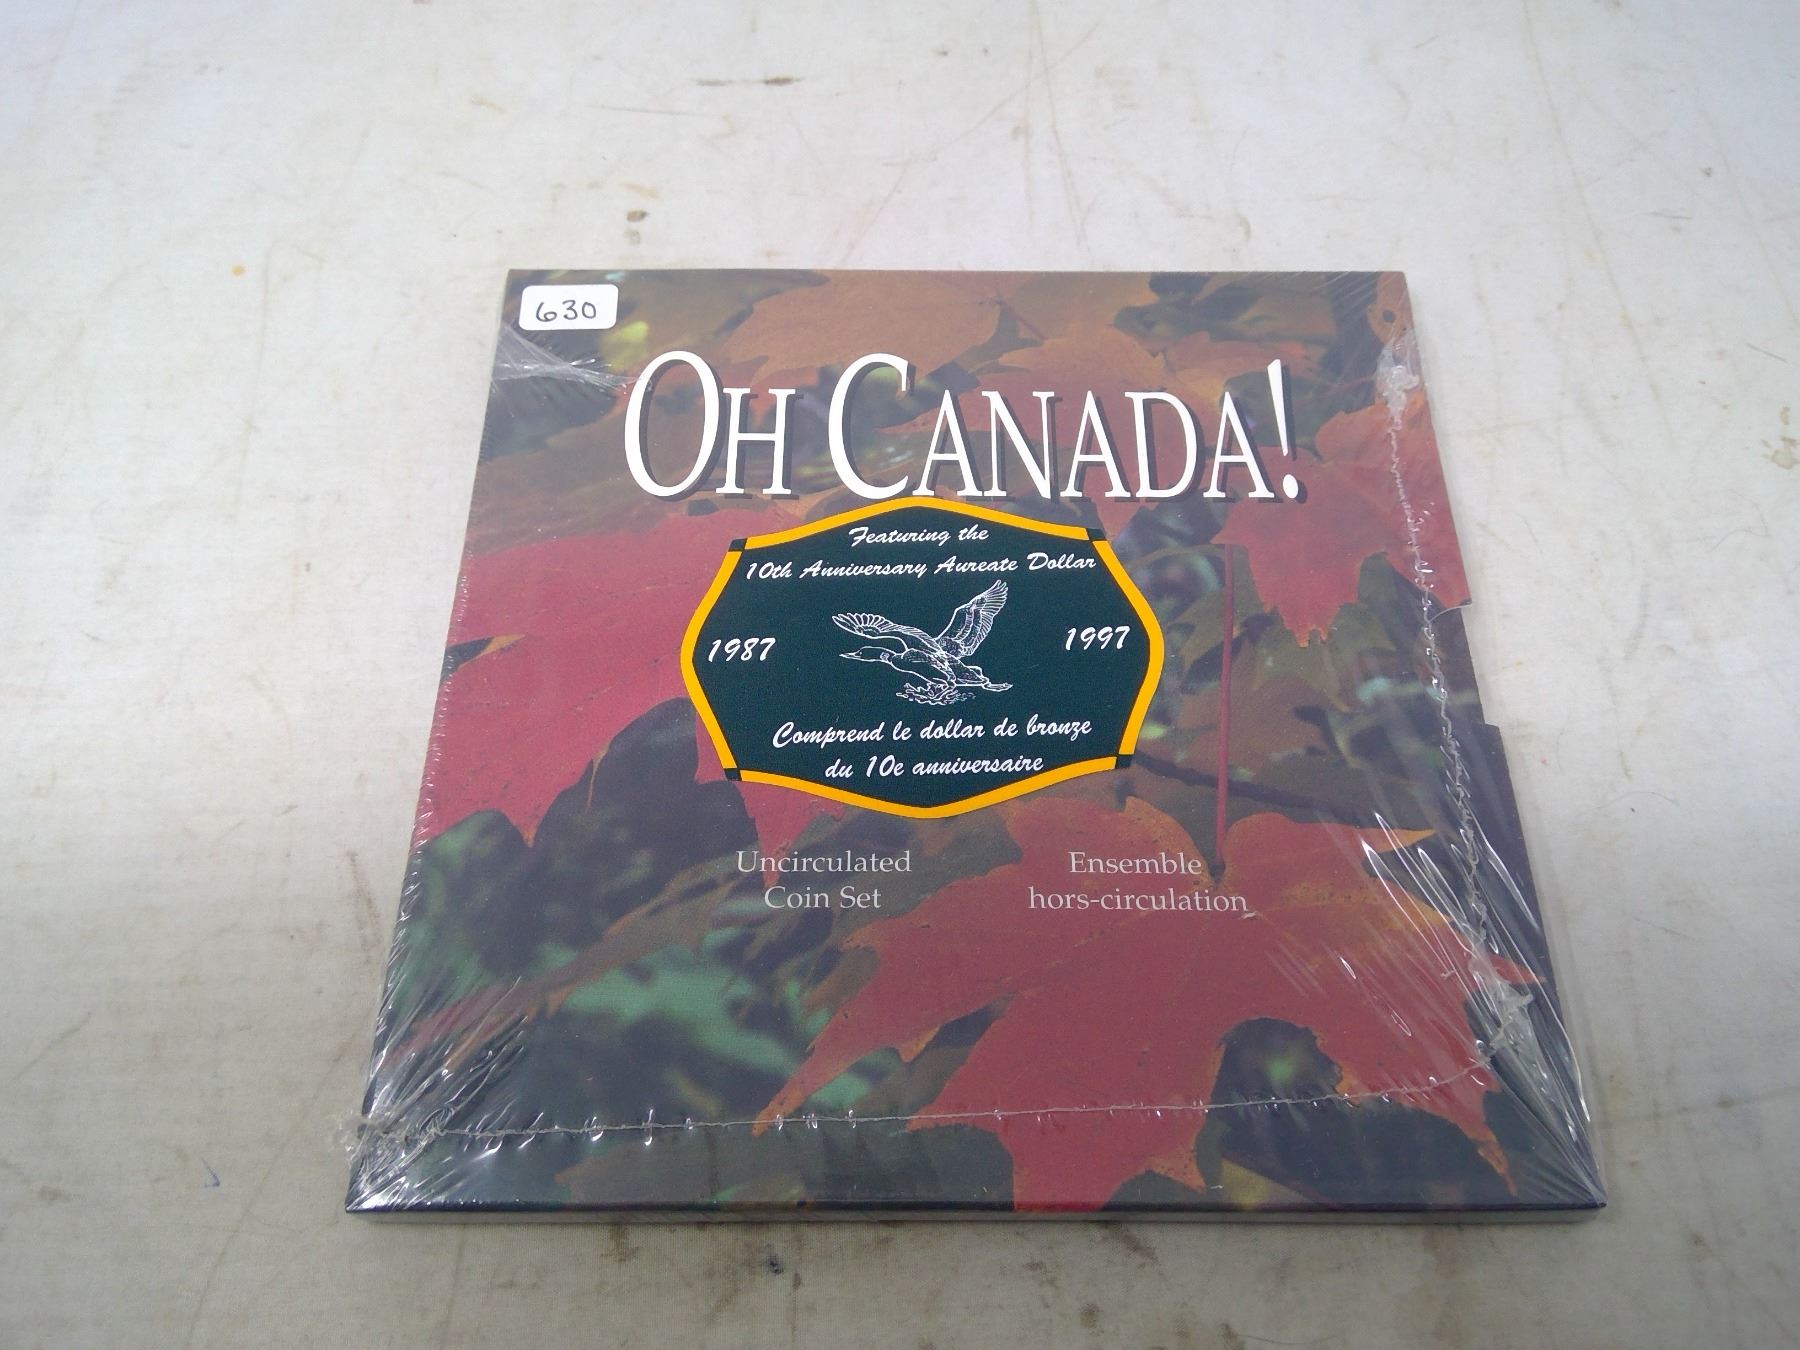 630
OH CANADA!
Featuring the
10th Anniversary Aureate Dollar
1987 1997
Comprend le dollar de bronze
du 10e anniversaire
Uncirculated
Coin Set
Ensemble
hors-circulation